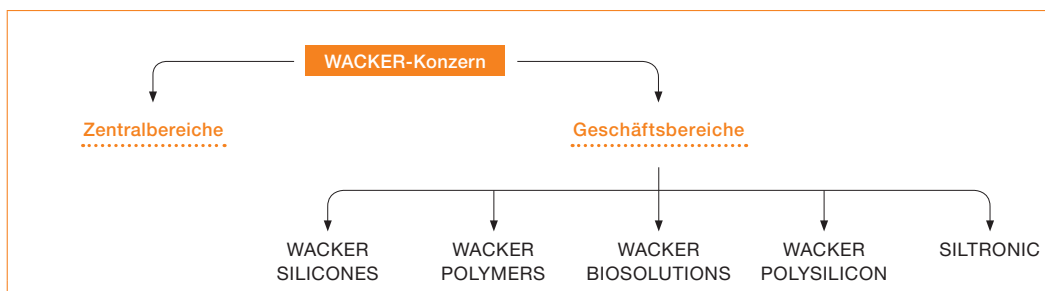 WACKER-Konzern
Zentralbereiche
Geschäftsbereiche
WACKER
SILICONES
WACKER
POLYMERS
WACKER
BIOSOLUTIONS
WACKER
POLYSILICON
SILTRONIC